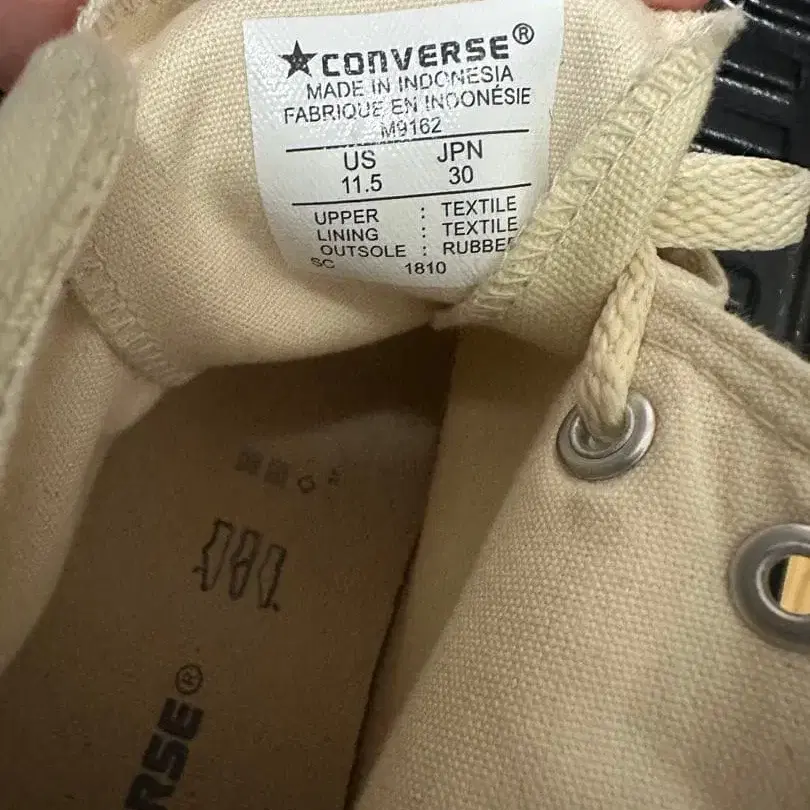 ★CONVERSE®
MADE IN INDONESIA
FABRIQUE EN INDONÉSIE
M9162
US JPN
11.5 30
UPPER : TEXTILE
LINING : TEXTILE
OUTSOLE : RUBBER
SC 1810
RSE®